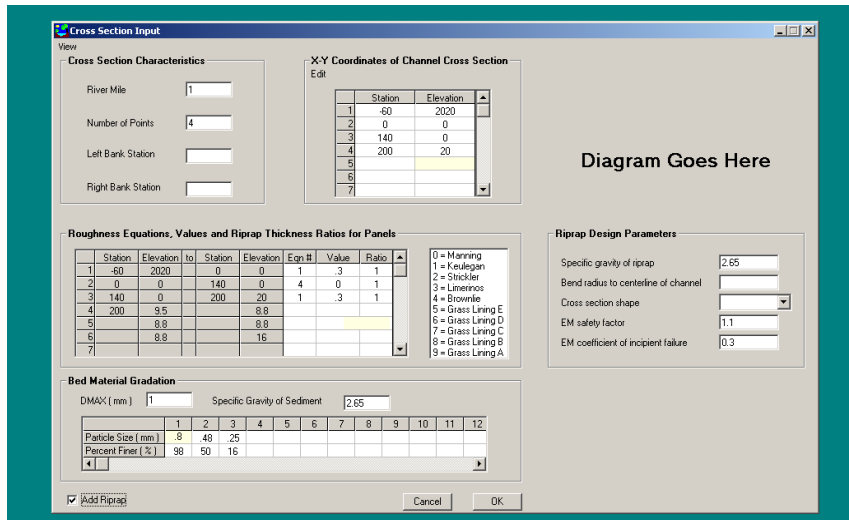 Cross Section Input
View
Cross Section Characteristics
River Mile 1
Number of Points 4
Left Bank Station
Right Bank Station
X-Y Coordinates of Channel Cross Section
Edit
Station Elevation
1 -60 2020
2 0 0
3 140 0
4 200 20
5
6
7
Diagram Goes Here
Roughness Equations, Values and Riprap Thickness Ratios for Panels
Station Elevation to Station Elevation Eqn # Value Ratio
1 -60 2020 0 0 1 .3 1
2 0 0 140 0 4 0 1
3 140 0 200 20 1 .3 1
4 200 9.5 8.8
5 8.8 8.8
6 8.8 16
7
0 = Manning
1 = Keulegan
2 = Strickler
3 = Limerinos
4 = Brownlie
5 = Grass Lining E
6 = Grass Lining D
7 = Grass Lining C
8 = Grass Lining B
9 = Grass Lining A
Riprap Design Parameters
Specific gravity of riprap 2.65
Bend radius to centerline of channel
Cross section shape
EM safety factor 1.1
EM coefficient of incipient failure 0.3
Bed Material Gradation
DMAX ( mm ) 1 Specific Gravity of Sediment 2.65
1 2 3 4 5 6 7 8 9 10 11 12
Particle Size ( mm ) .8 .48 .25
Percent Finer ( % ) 98 50 16
Add Riprap
Cancel OK